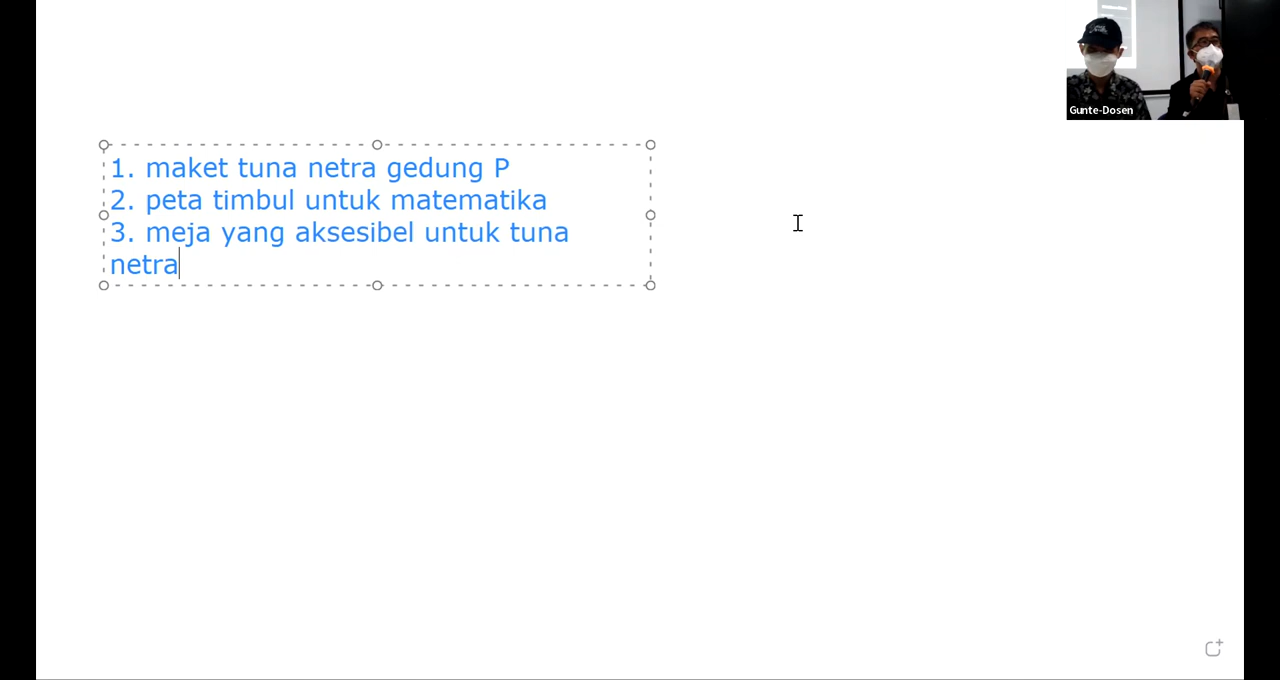 1. maket tuna netra gedung P
2. peta timbul untuk matematika
3. meja yang aksesibel untuk tuna
netra
Gunte-Dosen